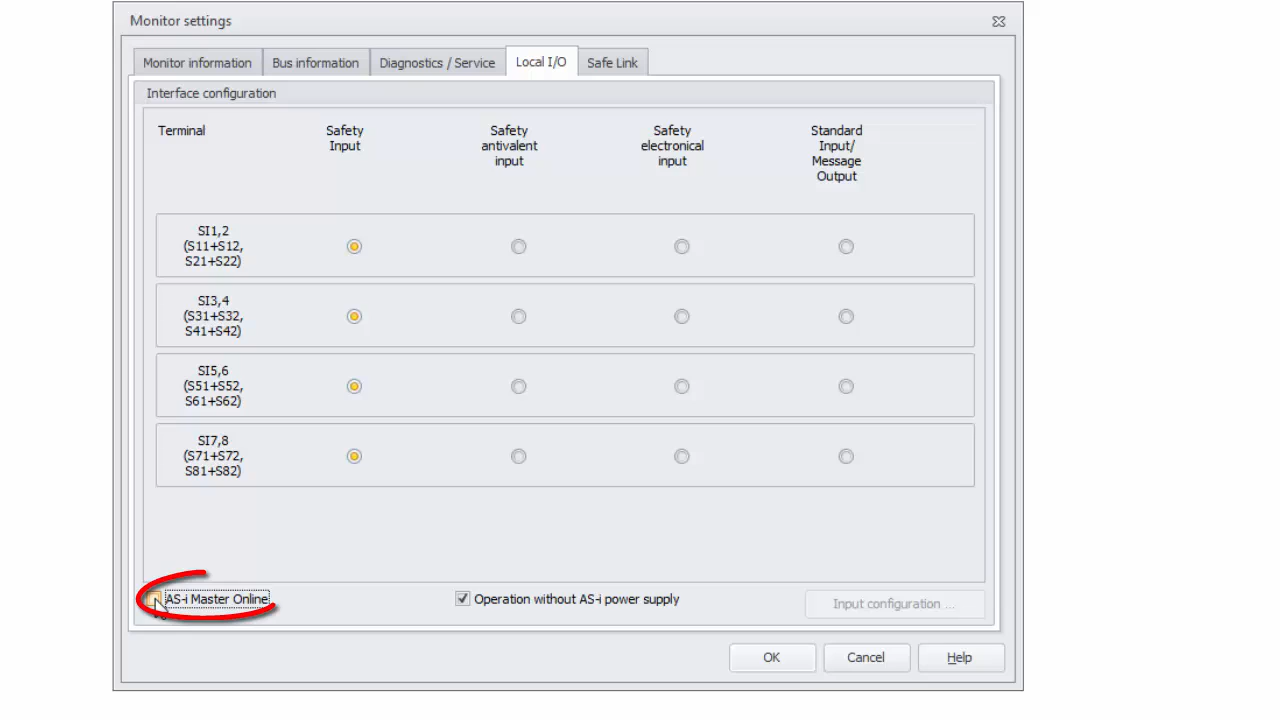 Monitor settings
Monitor information
Bus information
Diagnostics / Service
Local I/O
Safe Link
Interface configuration
Terminal
Safety
Input
Safety
antivalent
input
Safety
electronical
input
Standard
Input/
Message
Output
SI1,2
(S11+S12,
S21+S22)
SI3,4
(S31+S32,
S41+S42)
SI5,6
(S51+S52,
S61+S62)
SI7,8
(S71+S72,
S81+S82)
AS-i Master Online
Operation without AS-i power supply
Input configuration ...
OK
Cancel
Help